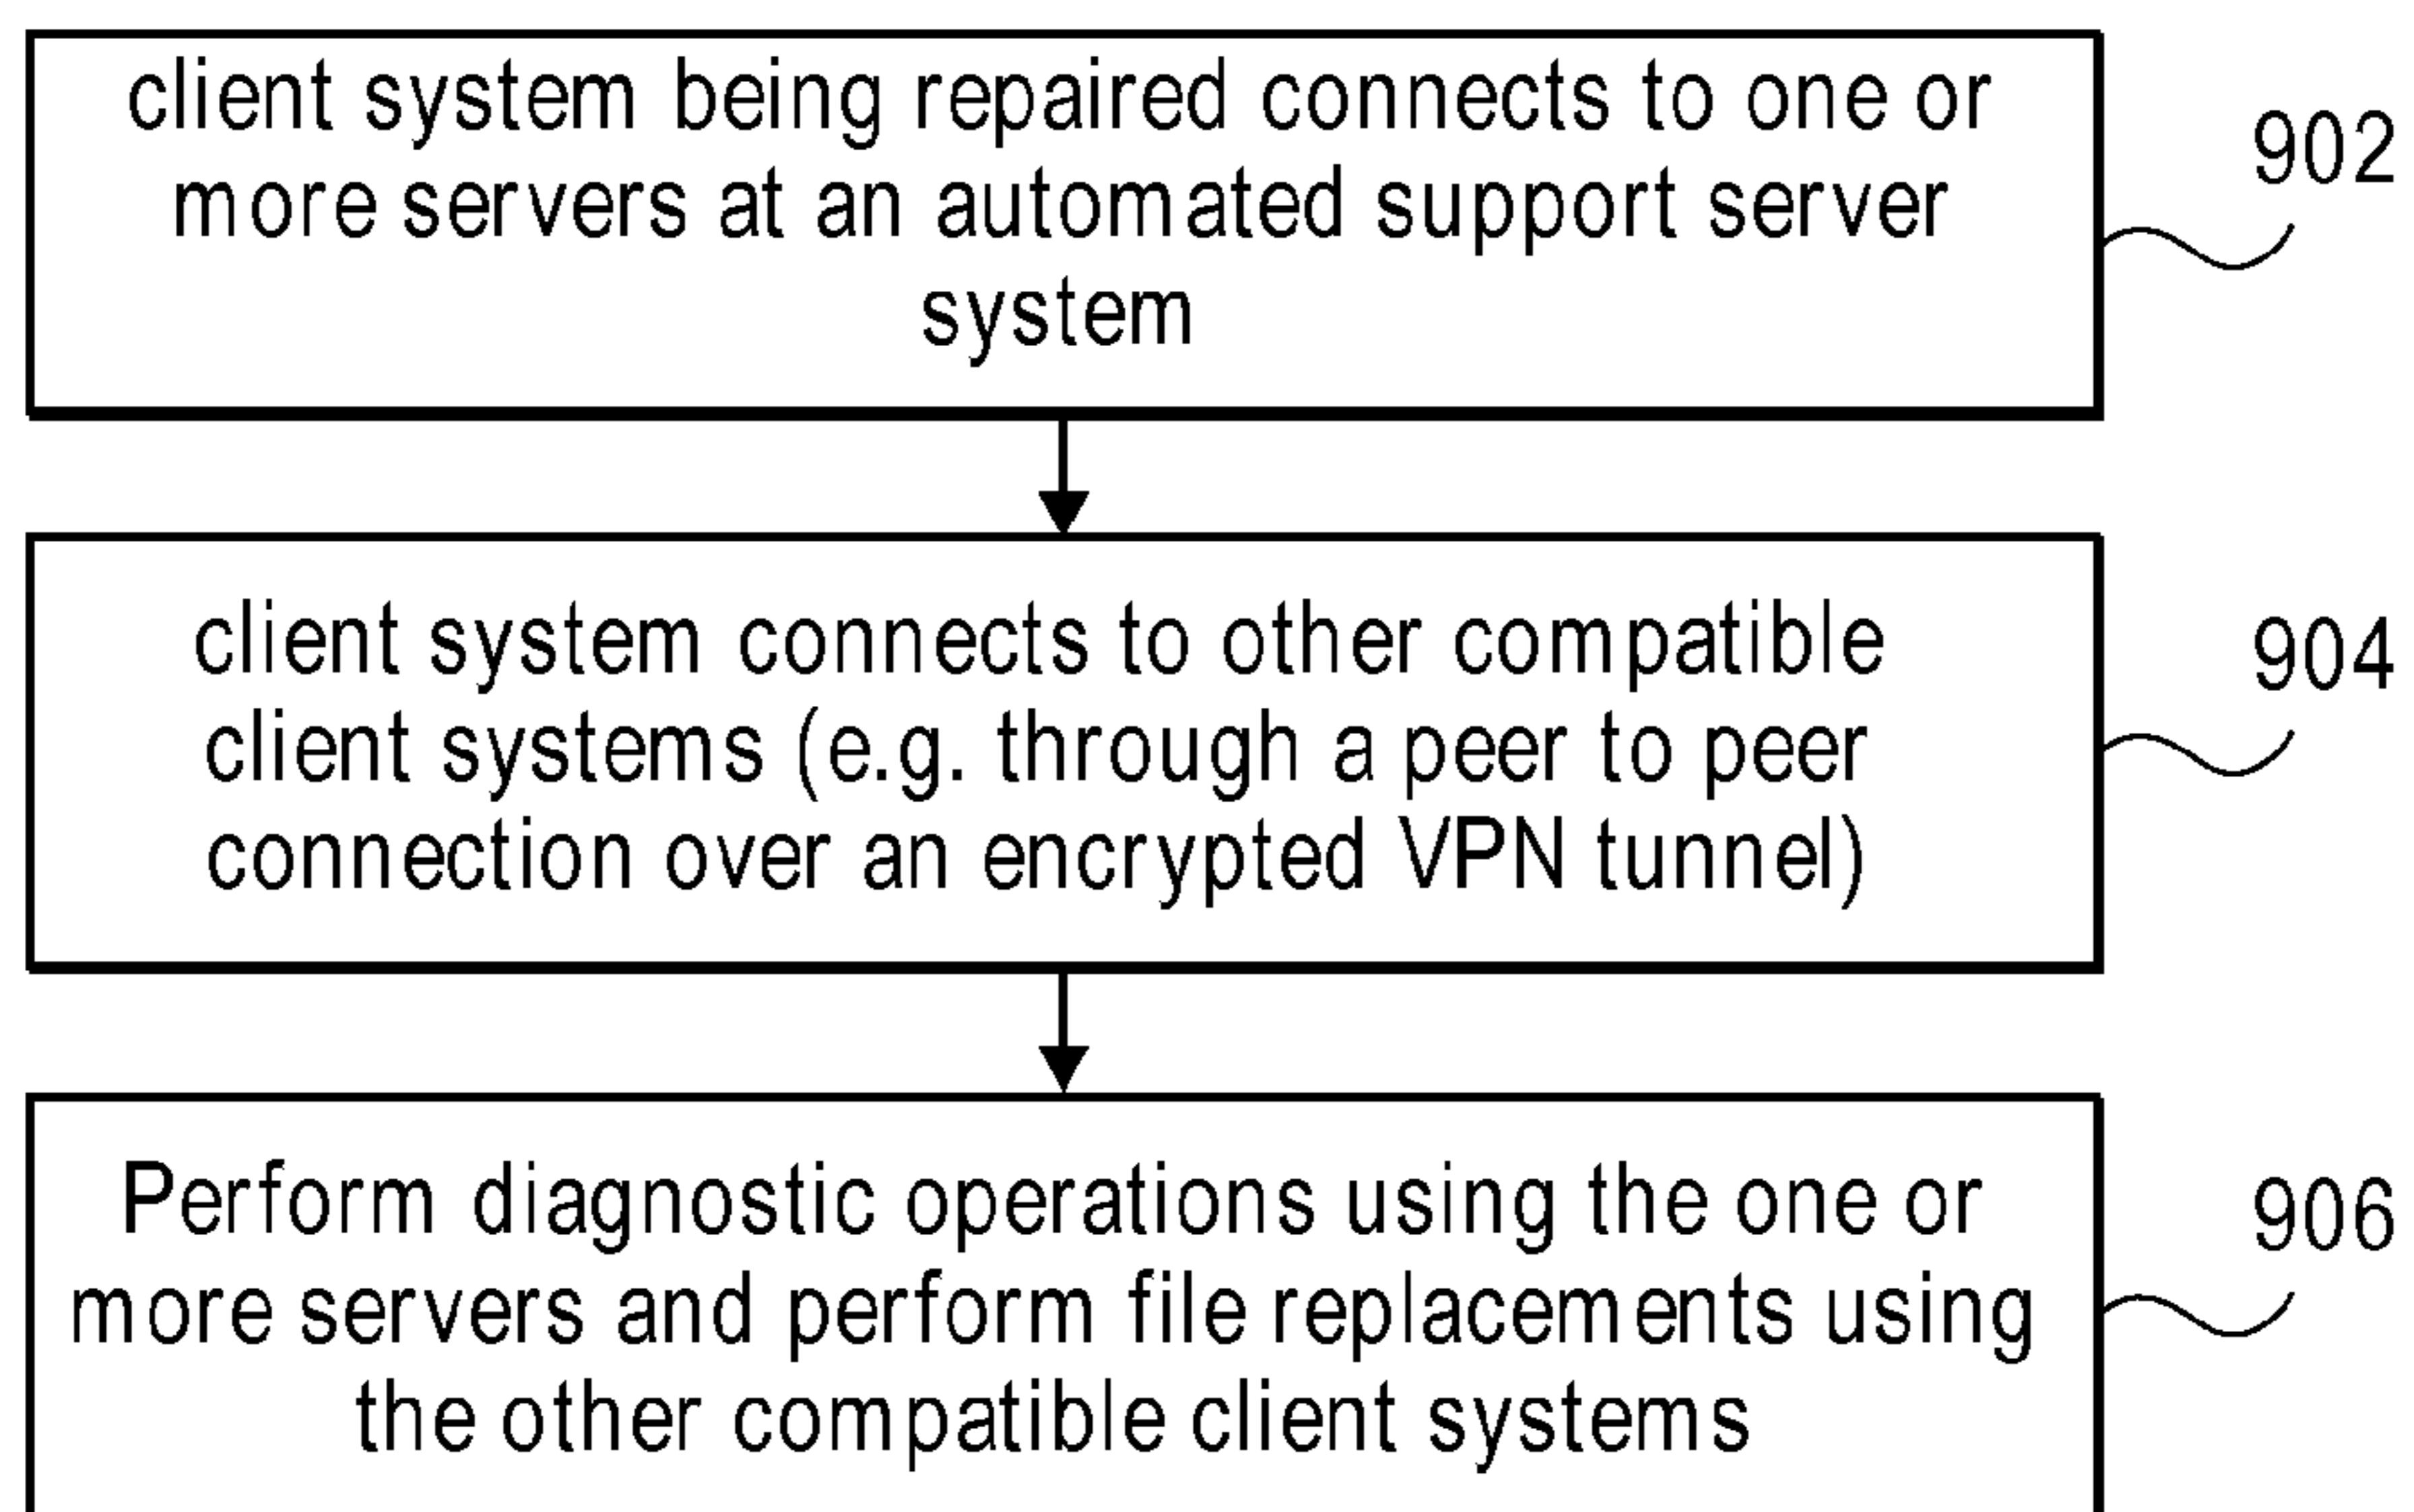 client system being repaired connects to one or
more servers at an automated support server
system
902
client system connects to other compatible
client systems (e.g. through a peer to peer
connection over an encrypted VPN tunnel)
904
Perform diagnostic operations using the one or
more servers and perform file replacements using
the other compatible client systems
906